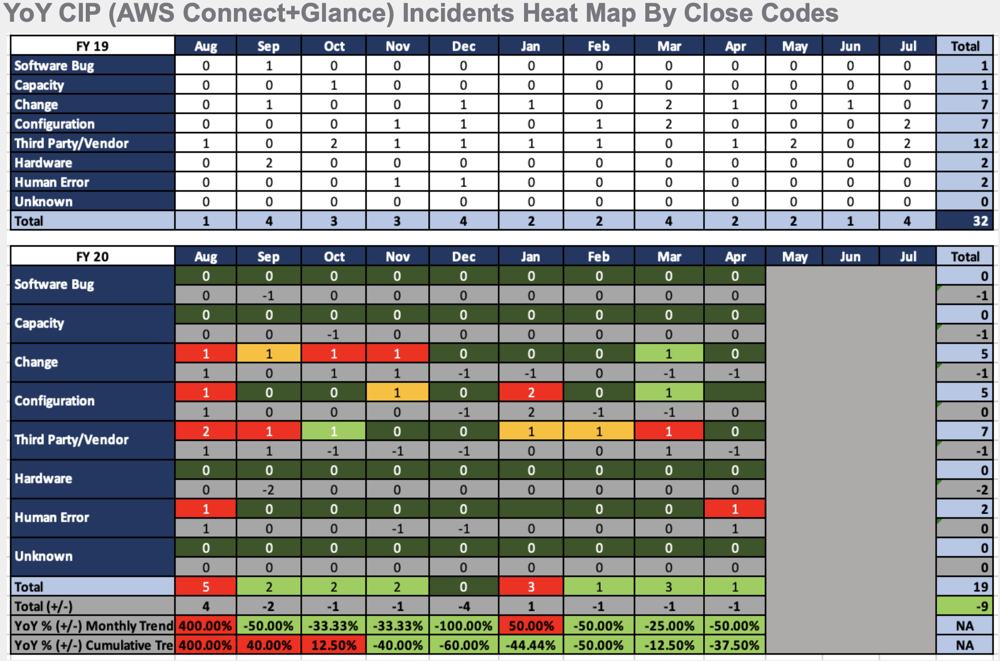 YoY CIP (AWS Connect+Glance) Incidents Heat Map By Close Codes
FY 19 Aug Sep Oct Nov Dec Jan Feb Mar Apr May Jun Jul Total
Software Bug 0 1 0 0 0 0 0 0 0 0 0 0 1
Capacity 0 0 1 0 0 0 0 0 0 0 0 0 1
Change 0 1 0 0 1 1 0 2 1 0 1 0 7
Configuration 0 0 0 1 1 0 1 2 0 0 0 2 7
Third Party/Vendor 1 0 2 1 1 1 1 0 1 2 0 2 12
Hardware 0 2 0 0 0 0 0 0 0 0 0 0 2
Human Error 0 0 0 1 1 0 0 0 0 0 0 0 2
Unknown 0 0 0 0 0 0 0 0 0 0 0 0 0
Total 1 4 3 3 4 2 2 4 2 2 1 4 32
FY 20 Aug Sep Oct Nov Dec Jan Feb Mar Apr May Jun Jul Total
Software Bug 0 0 0 0 0 0 0 0 0 0
0 -1 0 0 0 0 0 0 0 -1
Capacity 0 0 0 0 0 0 0 0 0 0
0 0 -1 0 0 0 0 0 0 -1
Change 1 1 1 1 0 0 0 1 0 5
1 0 1 1 -1 -1 0 -1 -1 -1
Configuration 1 0 0 1 0 2 0 1 5
1 0 0 0 -1 2 -1 -1 0 0
Third Party/Vendor 2 1 1 0 0 1 1 1 0 7
1 1 -1 -1 -1 0 0 1 -1 -1
Hardware 0 0 0 0 0 0 0 0 0 0
0 -2 0 0 0 0 0 0 0 -2
Human Error 1 0 0 0 0 0 0 1 2
1 0 0 -1 -1 0 0 0 1 0
Unknown 0 0 0 0 0 0 0 0 0 0
0 0 0 0 0 0 0 0 0 0
Total 5 2 2 2 0 3 1 3 1 19
Total (+/-) 4 -2 -1 -1 -4 1 -1 -1 -1 -9
YoY % (+/-) Monthly Trend 400.00% -50.00% -33.33% -33.33% -100.00% 50.00% -50.00% -25.00% -50.00% NA
YoY % (+/-) Cumulative Tre 400.00% 40.00% 12.50% -40.00% -60.00% -44.44% -50.00% -12.50% -37.50% NA